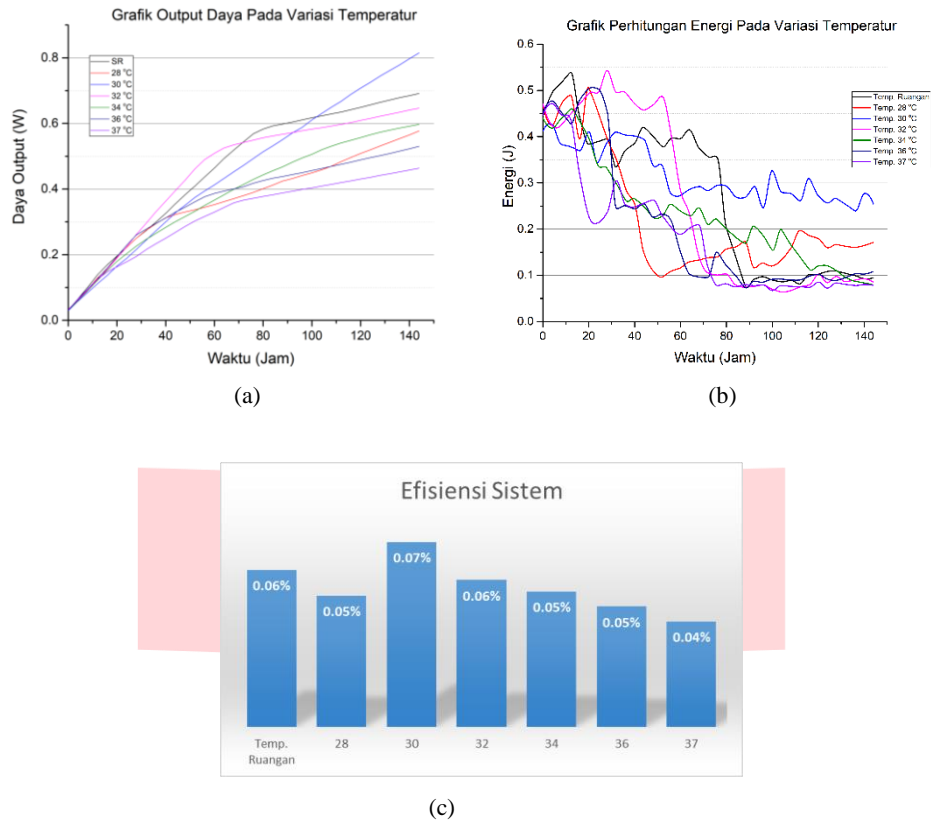 Grafik Output Daya Pada Variasi Temperatur
Daya Output (W)
0.8
0.6
0.4
0.2
0.0
SR
28 °C
30 °C
32 °C
34 °C
36 °C
37 °C
0 20 40 60 80 100 120 140
Waktu (Jam)
(a)
Grafik Perhitungan Energi Pada Variasi Temperatur
Energi (J)
0.6
0.5
0.4
0.3
0.2
0.1
0.0
Temp. Ruangan
Temp. 28 °C
Temp. 30 °C
Temp. 32 °C
Temp. 34 °C
Temp. 36 °C
Temp. 37 °C
0 20 40 60 80 100 120 140
Waktu (Jam)
(b)
Efisiensi Sistem
0.06% 0.05% 0.07% 0.06% 0.05% 0.05% 0.04%
Temp. 28 30 32 34 36 37
Ruangan
(c)